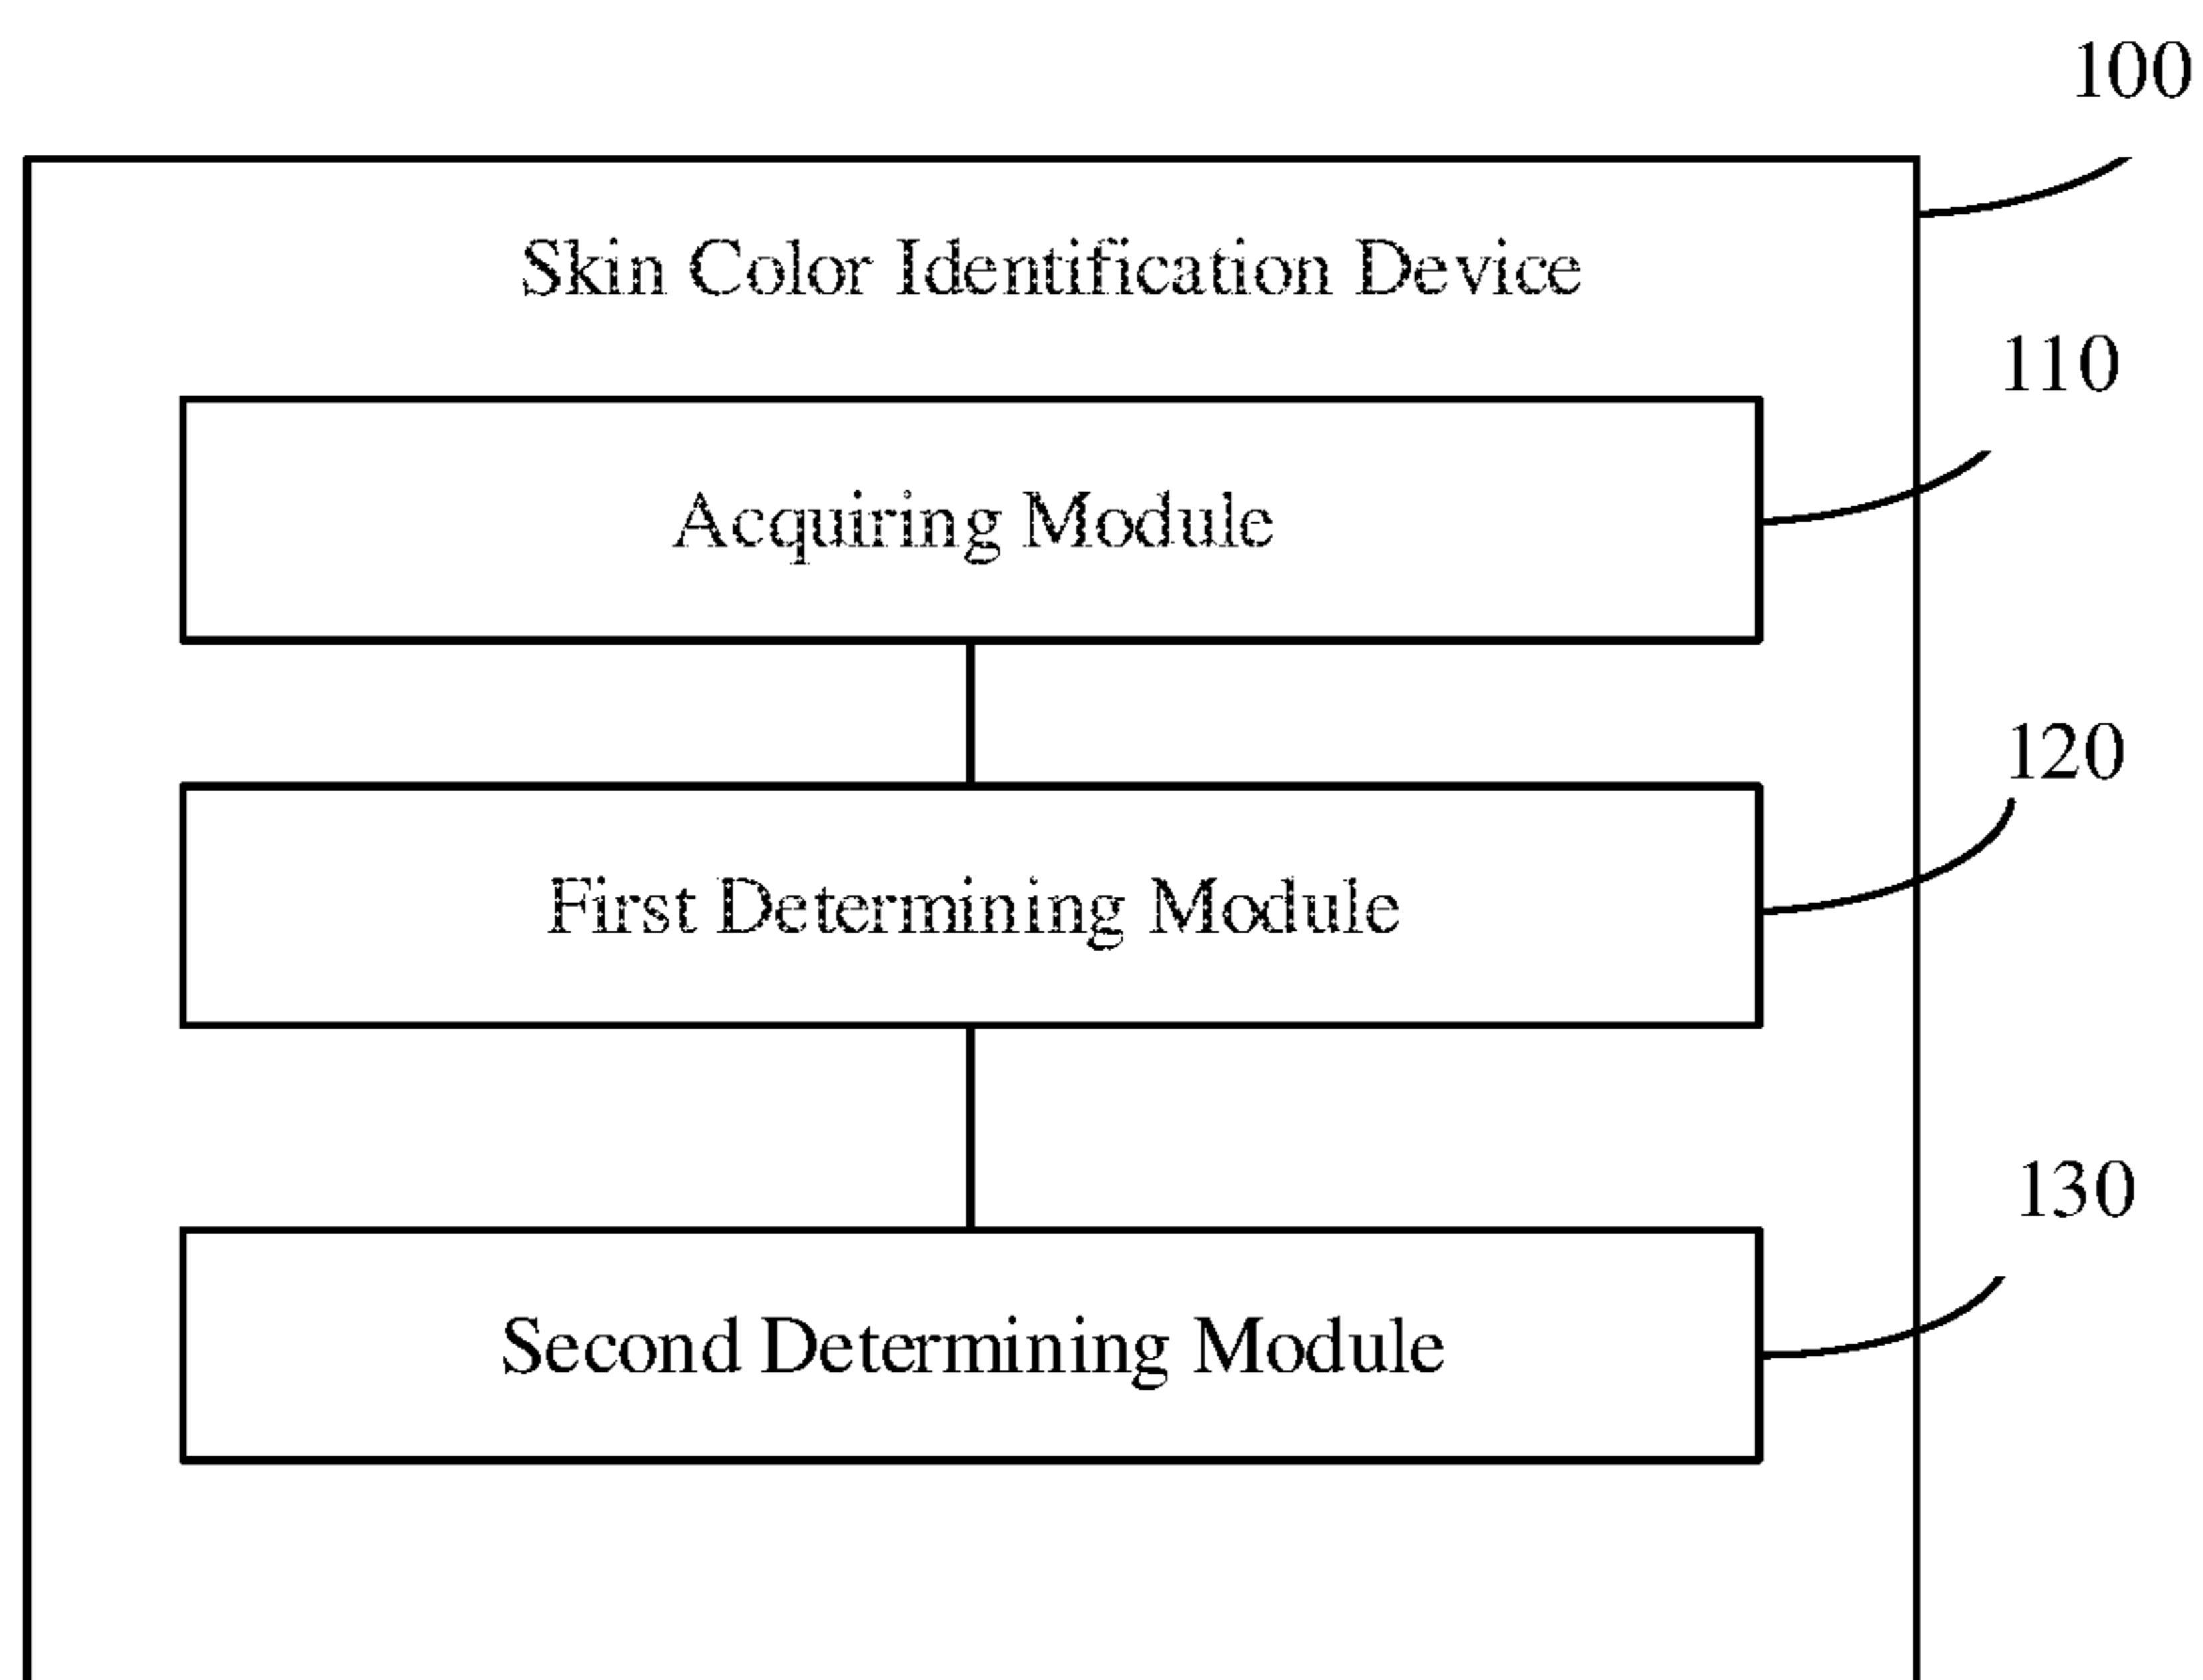 100
Skin Color Identification Device
110
Acquiring Module
120
First Determining Module
130
Second Determining Module